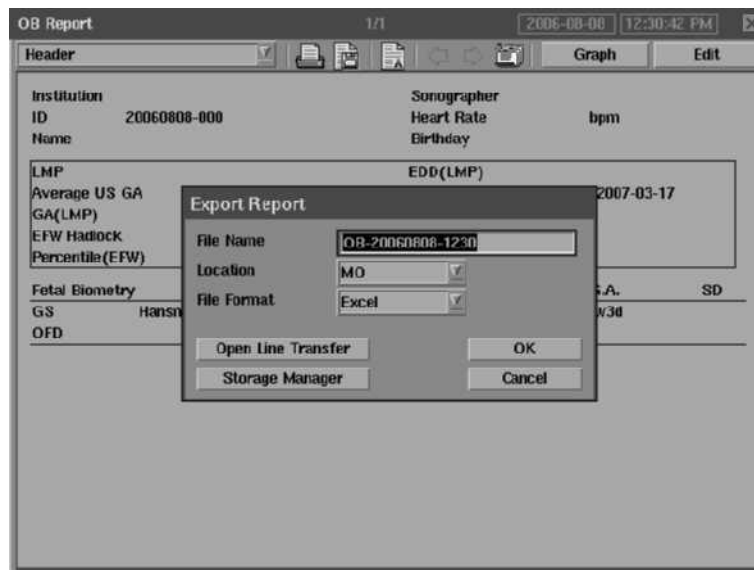 OB Report 1/1 2006-08-08 12:30:42 PM
Header Graph Edit
Institution Sonographer
ID 20060808-000 Heart Rate bpm
Name Birthday
LMP EDD(LMP)
Average US GA 2007-03-17
GA(LMP)
EFW Hadlock
Percentile(EFW)
Export Report
File Name OB-20060808-1230
Location MO
File Format Excel
Open Line Transfer OK
Storage Manager Cancel
Fetal Biometry .A. SD
GS Hansn w3d
OFD